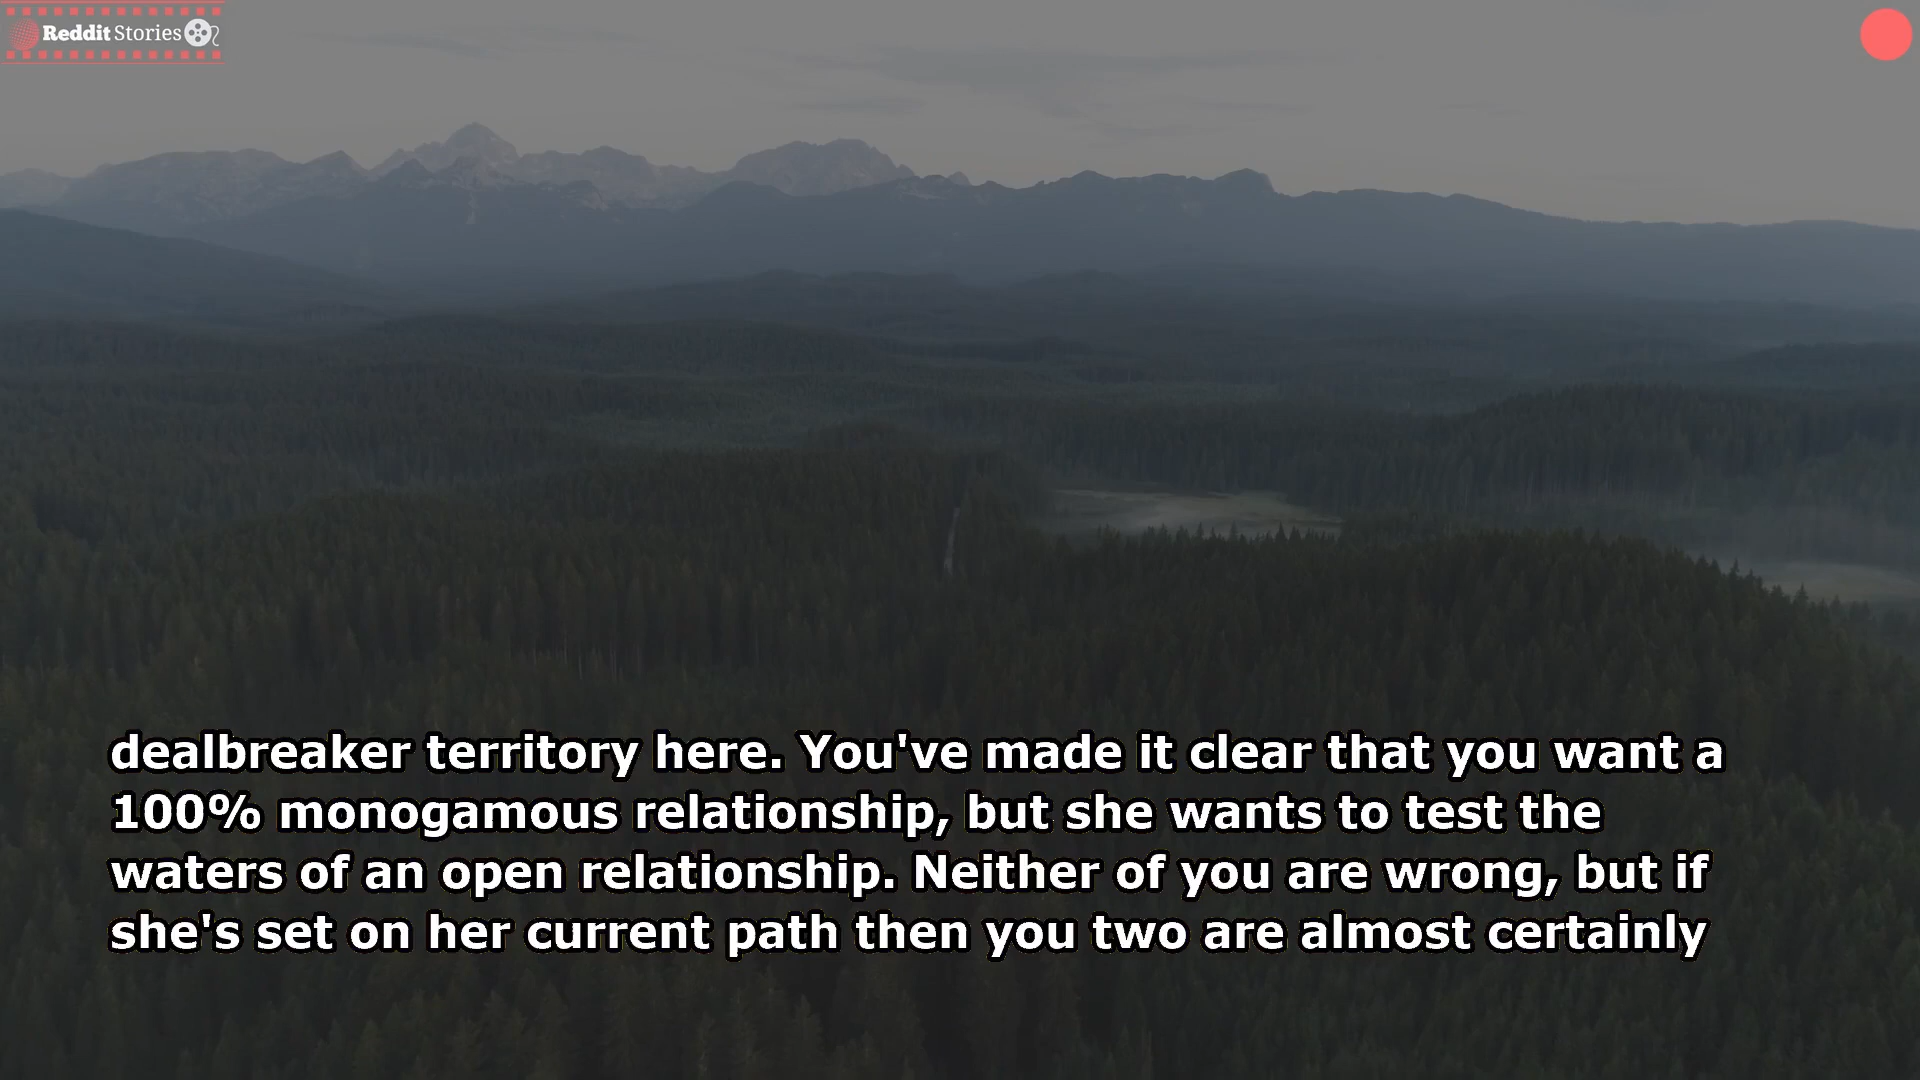 Reddit Stories
dealbreaker territory here. You've made it clear that you want a
100% monogamous relationship, but she wants to test the
waters of an open relationship. Neither of you are wrong, but if
she's set on her current path then you two are almost certainly